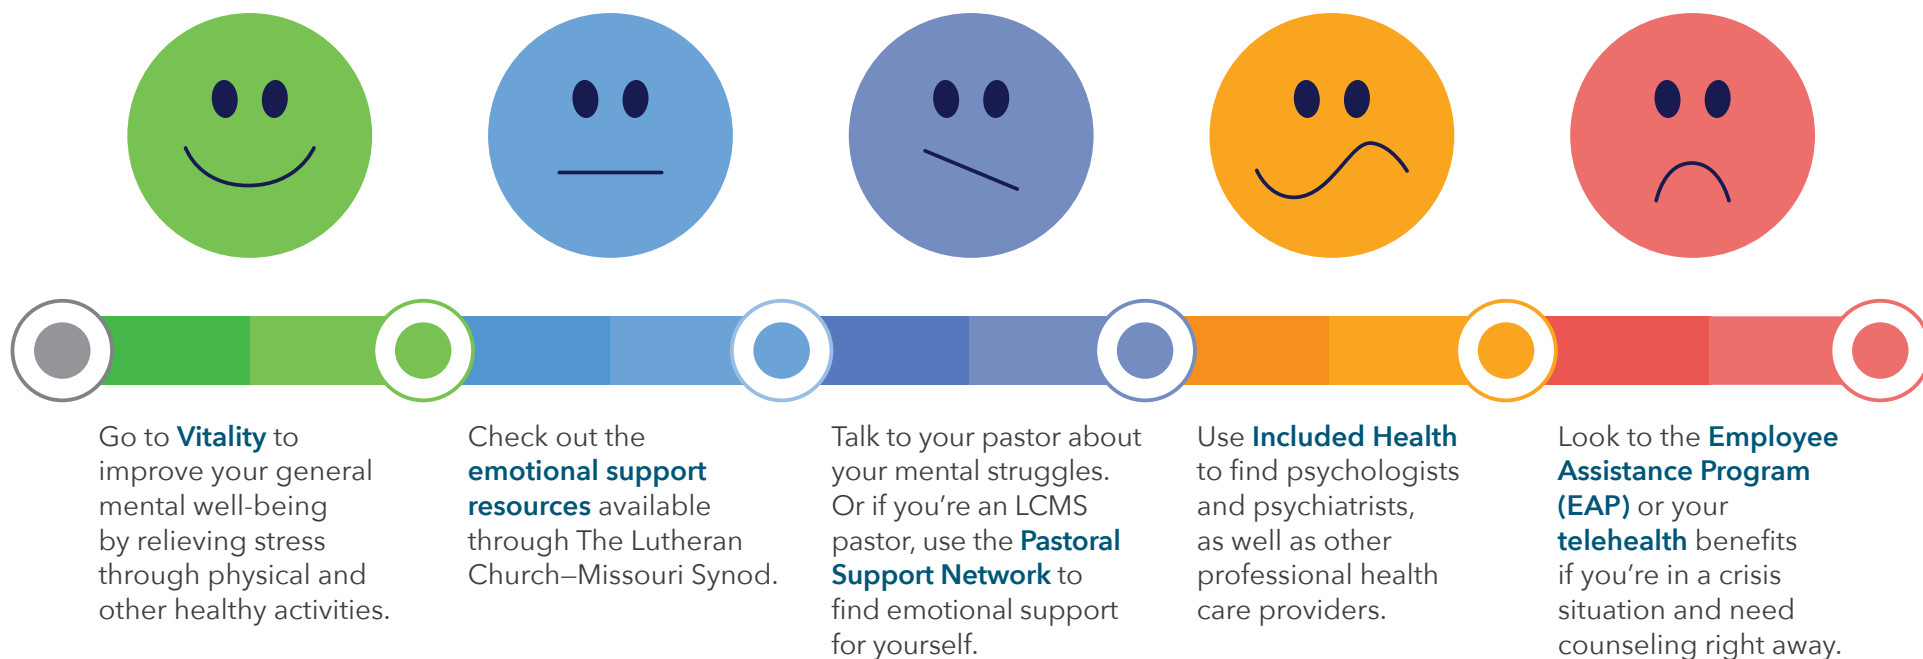 Go to Vitality to
improve your general
mental well-being
by relieving stress
through physical and
other healthy activities.
Check out the
emotional support
resources available
through The Lutheran
Church—Missouri Synod.
Talk to your pastor about
your mental struggles.
Or if you're an LCMS
pastor, use the Pastoral
Support Network to
find emotional support
for yourself.
Use Included Health
to find psychologists
and psychiatrists,
as well as other
professional health
care providers.
Look to the Employee
Assistance Program
(EAP) or your
telehealth benefits
if you're in a crisis
situation and need
counseling right away.